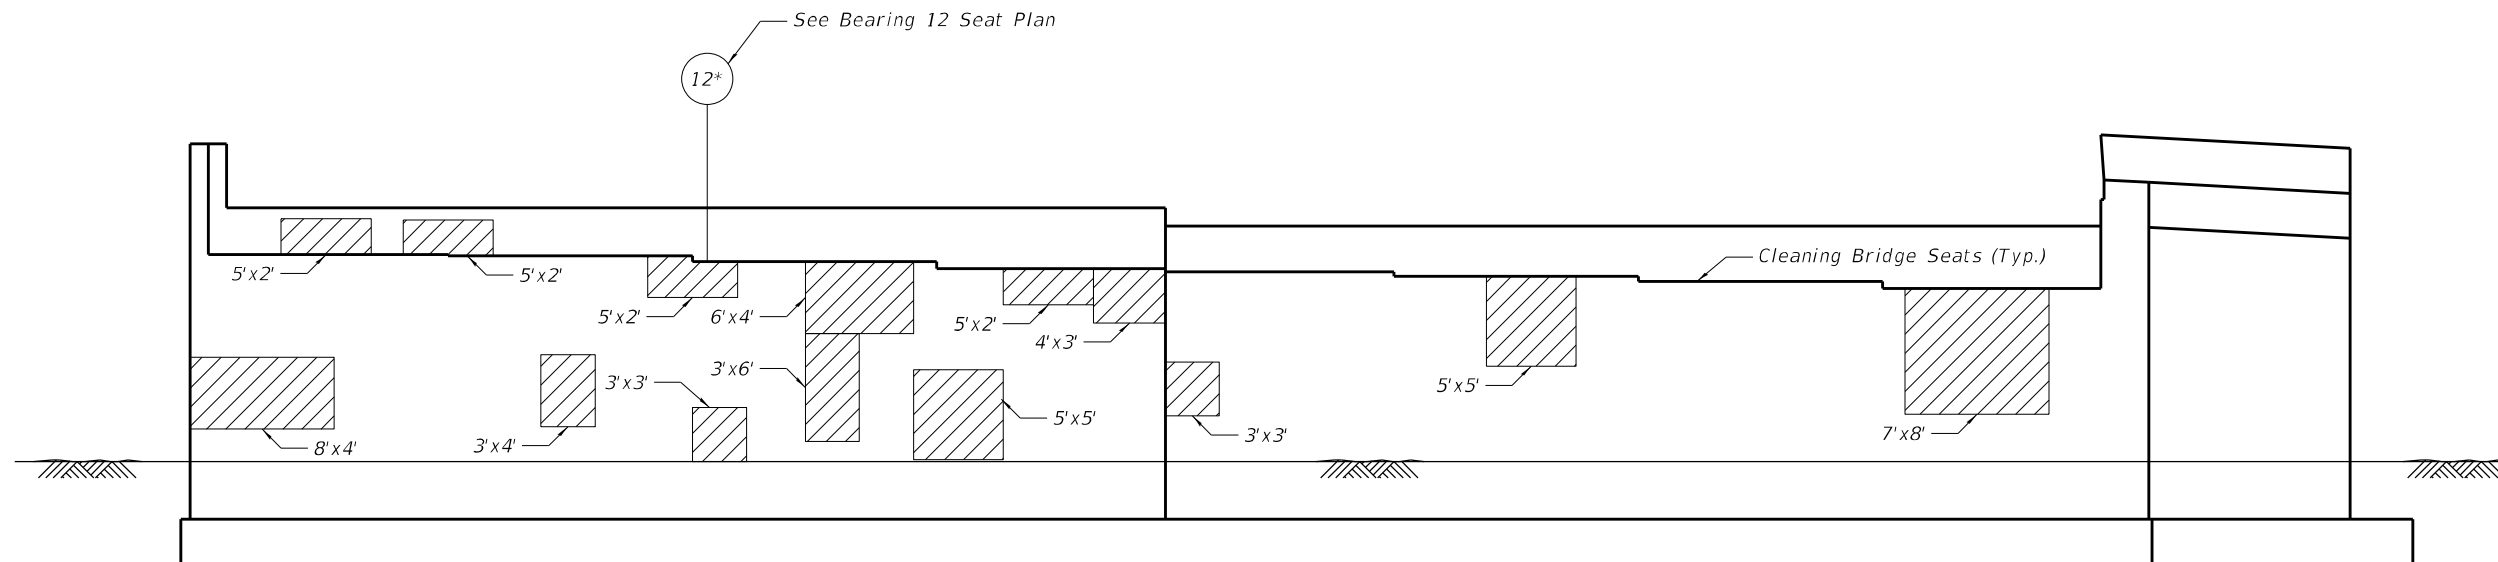 See Bearing 12 Seat Plan
12*
Cleaning Bridge Seats (Typ.)
5'x2'
5'x2'
5'x2'
6'x4'
5'x2'
4'x3'
3'x6'
3'x3'
5'x5'
5'x5'
3'x3'
7'x8'
8'x4'
3'x4'